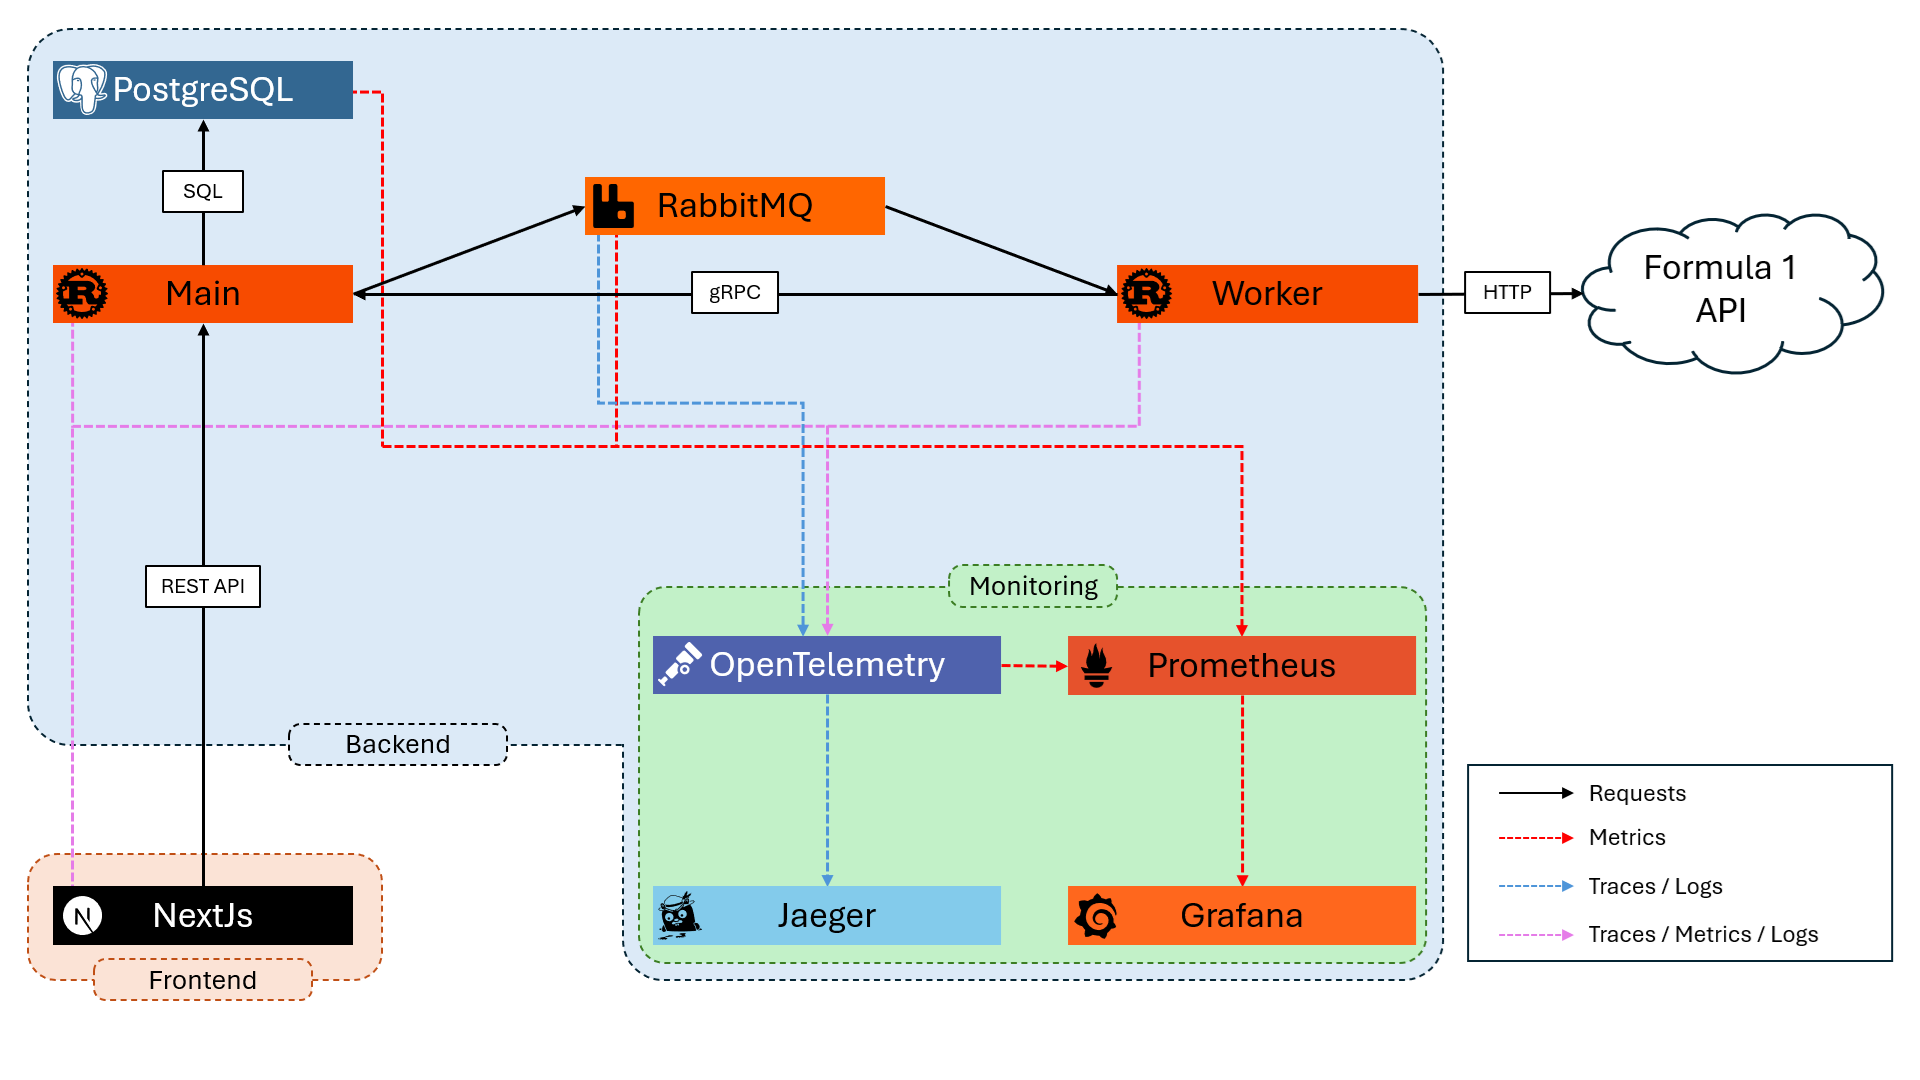 PostgreSQL
SQL
RabbitMQ
Main
gRPC
Worker
HTTP
Formula 1
API
REST API
Monitoring
OpenTelemetry
Prometheus
Backend
Jaeger
Grafana
NextJs
Frontend
Requests
Metrics
Traces / Logs
Traces / Metrics / Logs